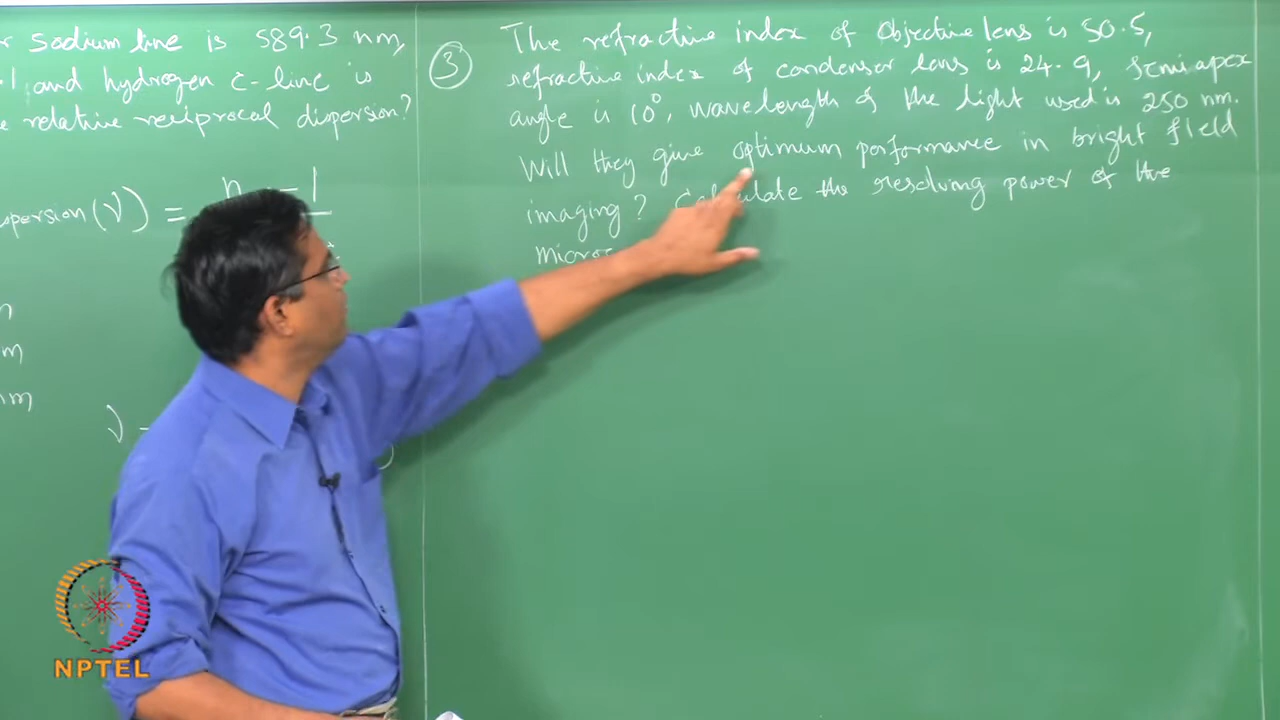 sodium line is 589.3 nm,
and hydrogen c-line is
relative reciprocal dispersion?
(ν) =
nm
ν
③ The refractive index of objective lens is 50.5,
refractive index of condenser lens is 24.9, semi apex
angle is 10°, wavelength of the light used is 250 nm.
Will they give optimum performance in bright field
imaging? Calculate the resolving power of the
NPTEL